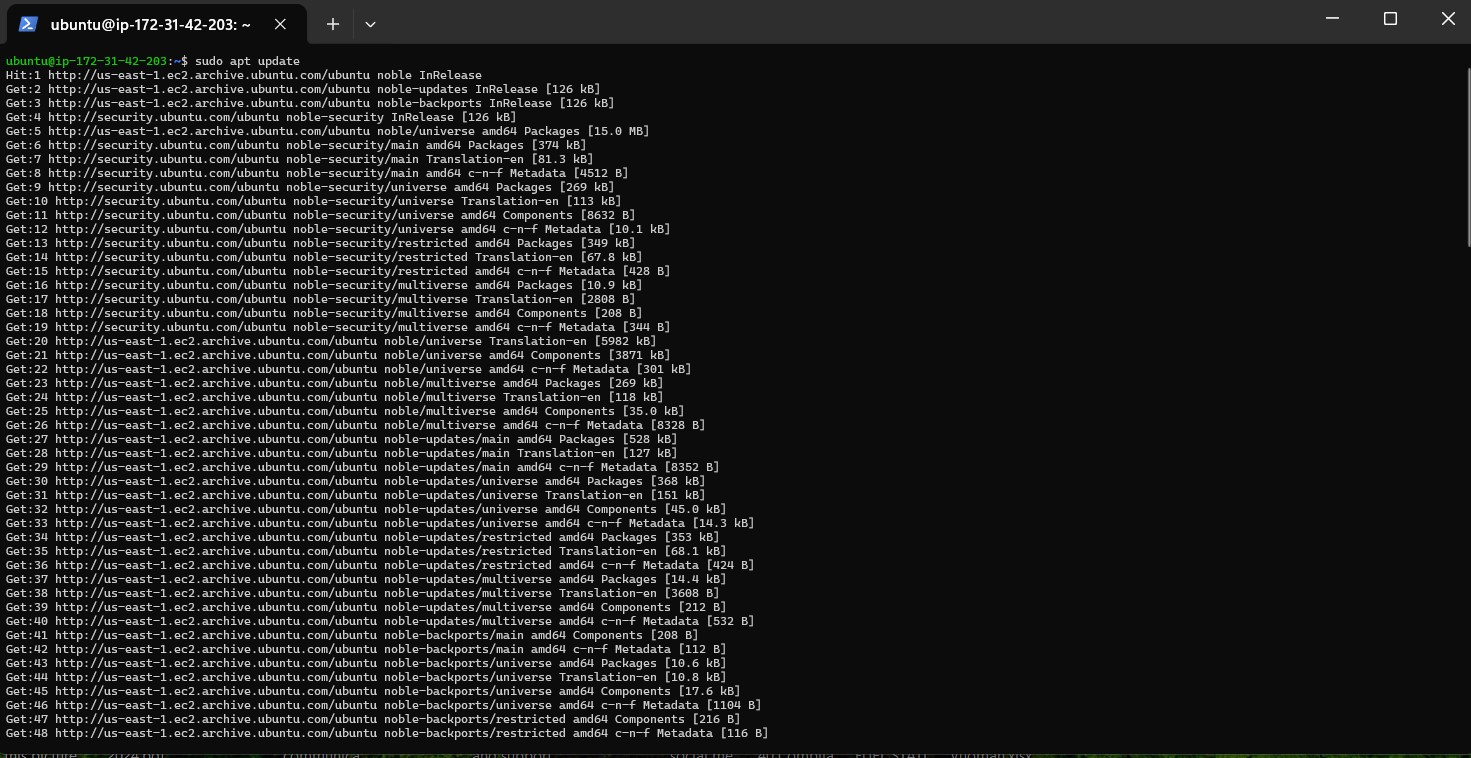 ubuntu@ip-172-31-42-203: ~
ubuntu@ip-172-31-42-203:~$ sudo apt update
Hit:1 http://us-east-1.ec2.archive.ubuntu.com/ubuntu noble InRelease
Get:2 http://us-east-1.ec2.archive.ubuntu.com/ubuntu noble-updates InRelease [126 kB]
Get:3 http://us-east-1.ec2.archive.ubuntu.com/ubuntu noble-backports InRelease [126 kB]
Get:4 http://security.ubuntu.com/ubuntu noble-security InRelease [126 kB]
Get:5 http://us-east-1.ec2.archive.ubuntu.com/ubuntu noble/universe amd64 Packages [15.0 MB]
Get:6 http://security.ubuntu.com/ubuntu noble-security/main amd64 Packages [374 kB]
Get:7 http://security.ubuntu.com/ubuntu noble-security/main Translation-en [81.3 kB]
Get:8 http://security.ubuntu.com/ubuntu noble-security/main amd64 c-n-f Metadata [4512 B]
Get:9 http://security.ubuntu.com/ubuntu noble-security/universe amd64 Packages [269 kB]
Get:10 http://security.ubuntu.com/ubuntu noble-security/universe Translation-en [113 kB]
Get:11 http://security.ubuntu.com/ubuntu noble-security/universe amd64 Components [8632 B]
Get:12 http://security.ubuntu.com/ubuntu noble-security/universe amd64 c-n-f Metadata [10.1 kB]
Get:13 http://security.ubuntu.com/ubuntu noble-security/restricted amd64 Packages [349 kB]
Get:14 http://security.ubuntu.com/ubuntu noble-security/restricted Translation-en [67.8 kB]
Get:15 http://security.ubuntu.com/ubuntu noble-security/restricted amd64 c-n-f Metadata [428 B]
Get:16 http://security.ubuntu.com/ubuntu noble-security/multiverse amd64 Packages [10.9 kB]
Get:17 http://security.ubuntu.com/ubuntu noble-security/multiverse Translation-en [2808 B]
Get:18 http://security.ubuntu.com/ubuntu noble-security/multiverse amd64 Components [208 B]
Get:19 http://security.ubuntu.com/ubuntu noble-security/multiverse amd64 c-n-f Metadata [344 B]
Get:20 http://us-east-1.ec2.archive.ubuntu.com/ubuntu noble/universe Translation-en [5982 kB]
Get:21 http://us-east-1.ec2.archive.ubuntu.com/ubuntu noble/universe amd64 Components [3871 kB]
Get:22 http://us-east-1.ec2.archive.ubuntu.com/ubuntu noble/universe amd64 c-n-f Metadata [301 kB]
Get:23 http://us-east-1.ec2.archive.ubuntu.com/ubuntu noble/multiverse amd64 Packages [269 kB]
Get:24 http://us-east-1.ec2.archive.ubuntu.com/ubuntu noble/multiverse Translation-en [118 kB]
Get:25 http://us-east-1.ec2.archive.ubuntu.com/ubuntu noble/multiverse amd64 Components [35.0 kB]
Get:26 http://us-east-1.ec2.archive.ubuntu.com/ubuntu noble/multiverse amd64 c-n-f Metadata [8328 B]
Get:27 http://us-east-1.ec2.archive.ubuntu.com/ubuntu noble-updates/main amd64 Packages [528 kB]
Get:28 http://us-east-1.ec2.archive.ubuntu.com/ubuntu noble-updates/main Translation-en [127 kB]
Get:29 http://us-east-1.ec2.archive.ubuntu.com/ubuntu noble-updates/main amd64 c-n-f Metadata [8352 B]
Get:30 http://us-east-1.ec2.archive.ubuntu.com/ubuntu noble-updates/universe amd64 Packages [368 kB]
Get:31 http://us-east-1.ec2.archive.ubuntu.com/ubuntu noble-updates/universe Translation-en [151 kB]
Get:32 http://us-east-1.ec2.archive.ubuntu.com/ubuntu noble-updates/universe amd64 Components [45.0 kB]
Get:33 http://us-east-1.ec2.archive.ubuntu.com/ubuntu noble-updates/universe amd64 c-n-f Metadata [14.3 kB]
Get:34 http://us-east-1.ec2.archive.ubuntu.com/ubuntu noble-updates/restricted amd64 Packages [353 kB]
Get:35 http://us-east-1.ec2.archive.ubuntu.com/ubuntu noble-updates/restricted Translation-en [68.1 kB]
Get:36 http://us-east-1.ec2.archive.ubuntu.com/ubuntu noble-updates/restricted amd64 c-n-f Metadata [424 B]
Get:37 http://us-east-1.ec2.archive.ubuntu.com/ubuntu noble-updates/multiverse amd64 Packages [14.4 kB]
Get:38 http://us-east-1.ec2.archive.ubuntu.com/ubuntu noble-updates/multiverse Translation-en [3608 B]
Get:39 http://us-east-1.ec2.archive.ubuntu.com/ubuntu noble-updates/multiverse amd64 Components [212 B]
Get:40 http://us-east-1.ec2.archive.ubuntu.com/ubuntu noble-updates/multiverse amd64 c-n-f Metadata [532 B]
Get:41 http://us-east-1.ec2.archive.ubuntu.com/ubuntu noble-backports/main amd64 Components [208 B]
Get:42 http://us-east-1.ec2.archive.ubuntu.com/ubuntu noble-backports/main amd64 c-n-f Metadata [112 B]
Get:43 http://us-east-1.ec2.archive.ubuntu.com/ubuntu noble-backports/universe amd64 Packages [10.6 kB]
Get:44 http://us-east-1.ec2.archive.ubuntu.com/ubuntu noble-backports/universe Translation-en [10.8 kB]
Get:45 http://us-east-1.ec2.archive.ubuntu.com/ubuntu noble-backports/universe amd64 Components [17.6 kB]
Get:46 http://us-east-1.ec2.archive.ubuntu.com/ubuntu noble-backports/universe amd64 c-n-f Metadata [1104 B]
Get:47 http://us-east-1.ec2.archive.ubuntu.com/ubuntu noble-backports/restricted amd64 Components [216 B]
Get:48 http://us-east-1.ec2.archive.ubuntu.com/ubuntu noble-backports/restricted amd64 c-n-f Metadata [116 B]